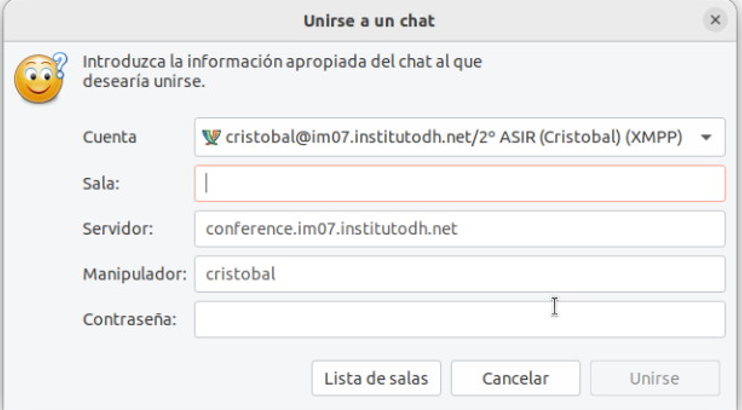 Unirse a un chat
Introduzca la información apropiada del chat al que
desearía unirse.
Cuenta cristobal@im07.institutodh.net/2º ASIR (Cristobal) (XMPP)
Sala:
Servidor: conference.im07.institutodh.net
Manipulador: cristobal
Contraseña:
Lista de salas Cancelar Unirse